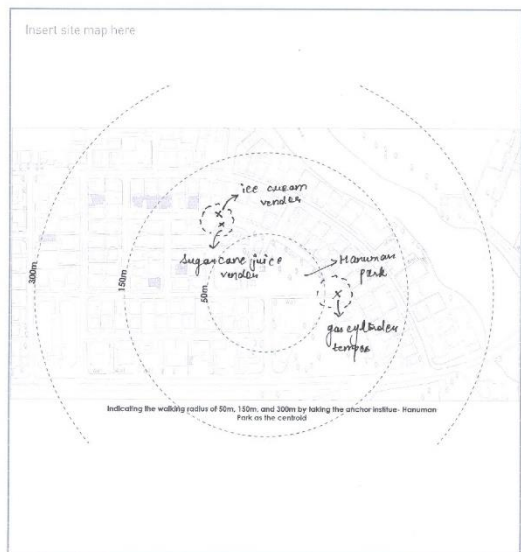 Insert site map here
ice cream
vendor
Sugarcane juice
vendor
Hanuman
park
gas cylinder
tempo
300m
150m
50m
Indicating the walking radius of 50m, 150m, and 300m by taking the anchor institue- Hanuman
Park as the centroid